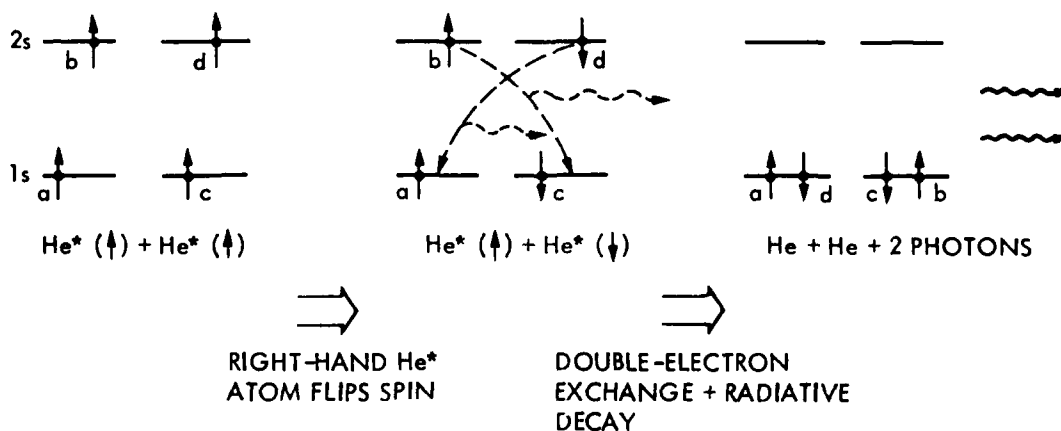 2s
b
d
b
d
1s
a
c
a
c
a
d
c
b
He* (↑) + He* (↑)
He* (↑) + He* (↓)
He + He + 2 PHOTONS
RIGHT-HAND He*
ATOM FLIPS SPIN
DOUBLE-ELECTRON
EXCHANGE + RADIATIVE
DECAY